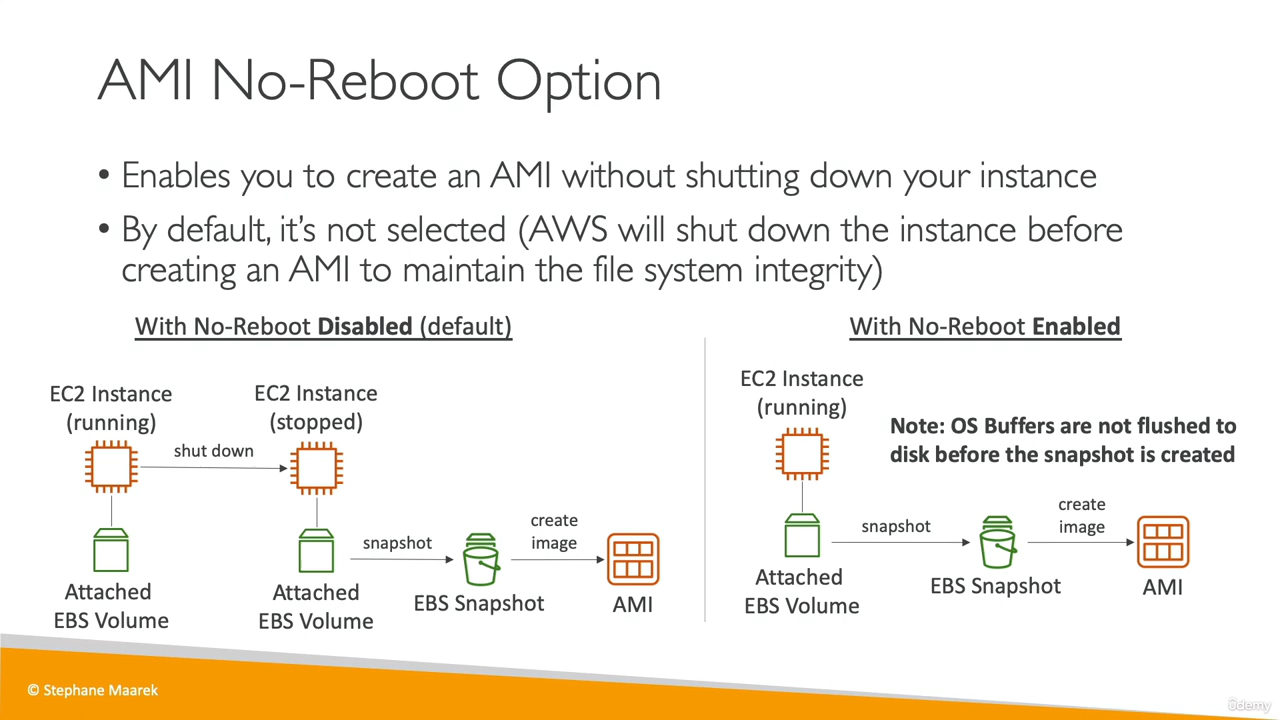 AMI No-Reboot Option
• Enables you to create an AMI without shutting down your instance
• By default, it's not selected (AWS will shut down the instance before
creating an AMI to maintain the file system integrity)
With No-Reboot Disabled (default)
EC2 Instance
(running)
shut down
EC2 Instance
(stopped)
Attached
EBS Volume
Attached
EBS Volume
snapshot
EBS Snapshot
create
image
AMI
With No-Reboot Enabled
EC2 Instance
(running)
Note: OS Buffers are not flushed to
disk before the snapshot is created
Attached
EBS Volume
snapshot
EBS Snapshot
create
image
AMI
© Stephane Maarek
ûdemy